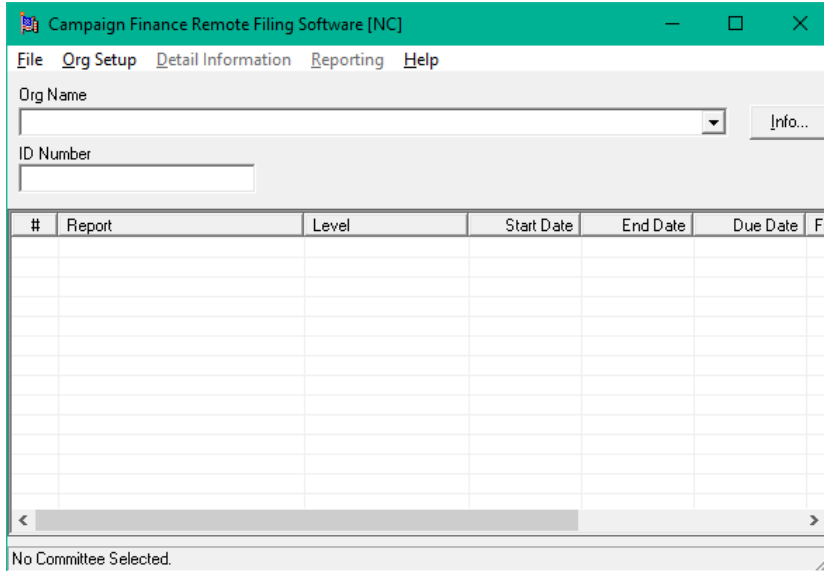 Campaign Finance Remote Filing Software [NC]
File Org Setup Detail Information Reporting Help
Org Name
Info...
ID Number
# Report Level Start Date End Date Due Date F
No Committee Selected.